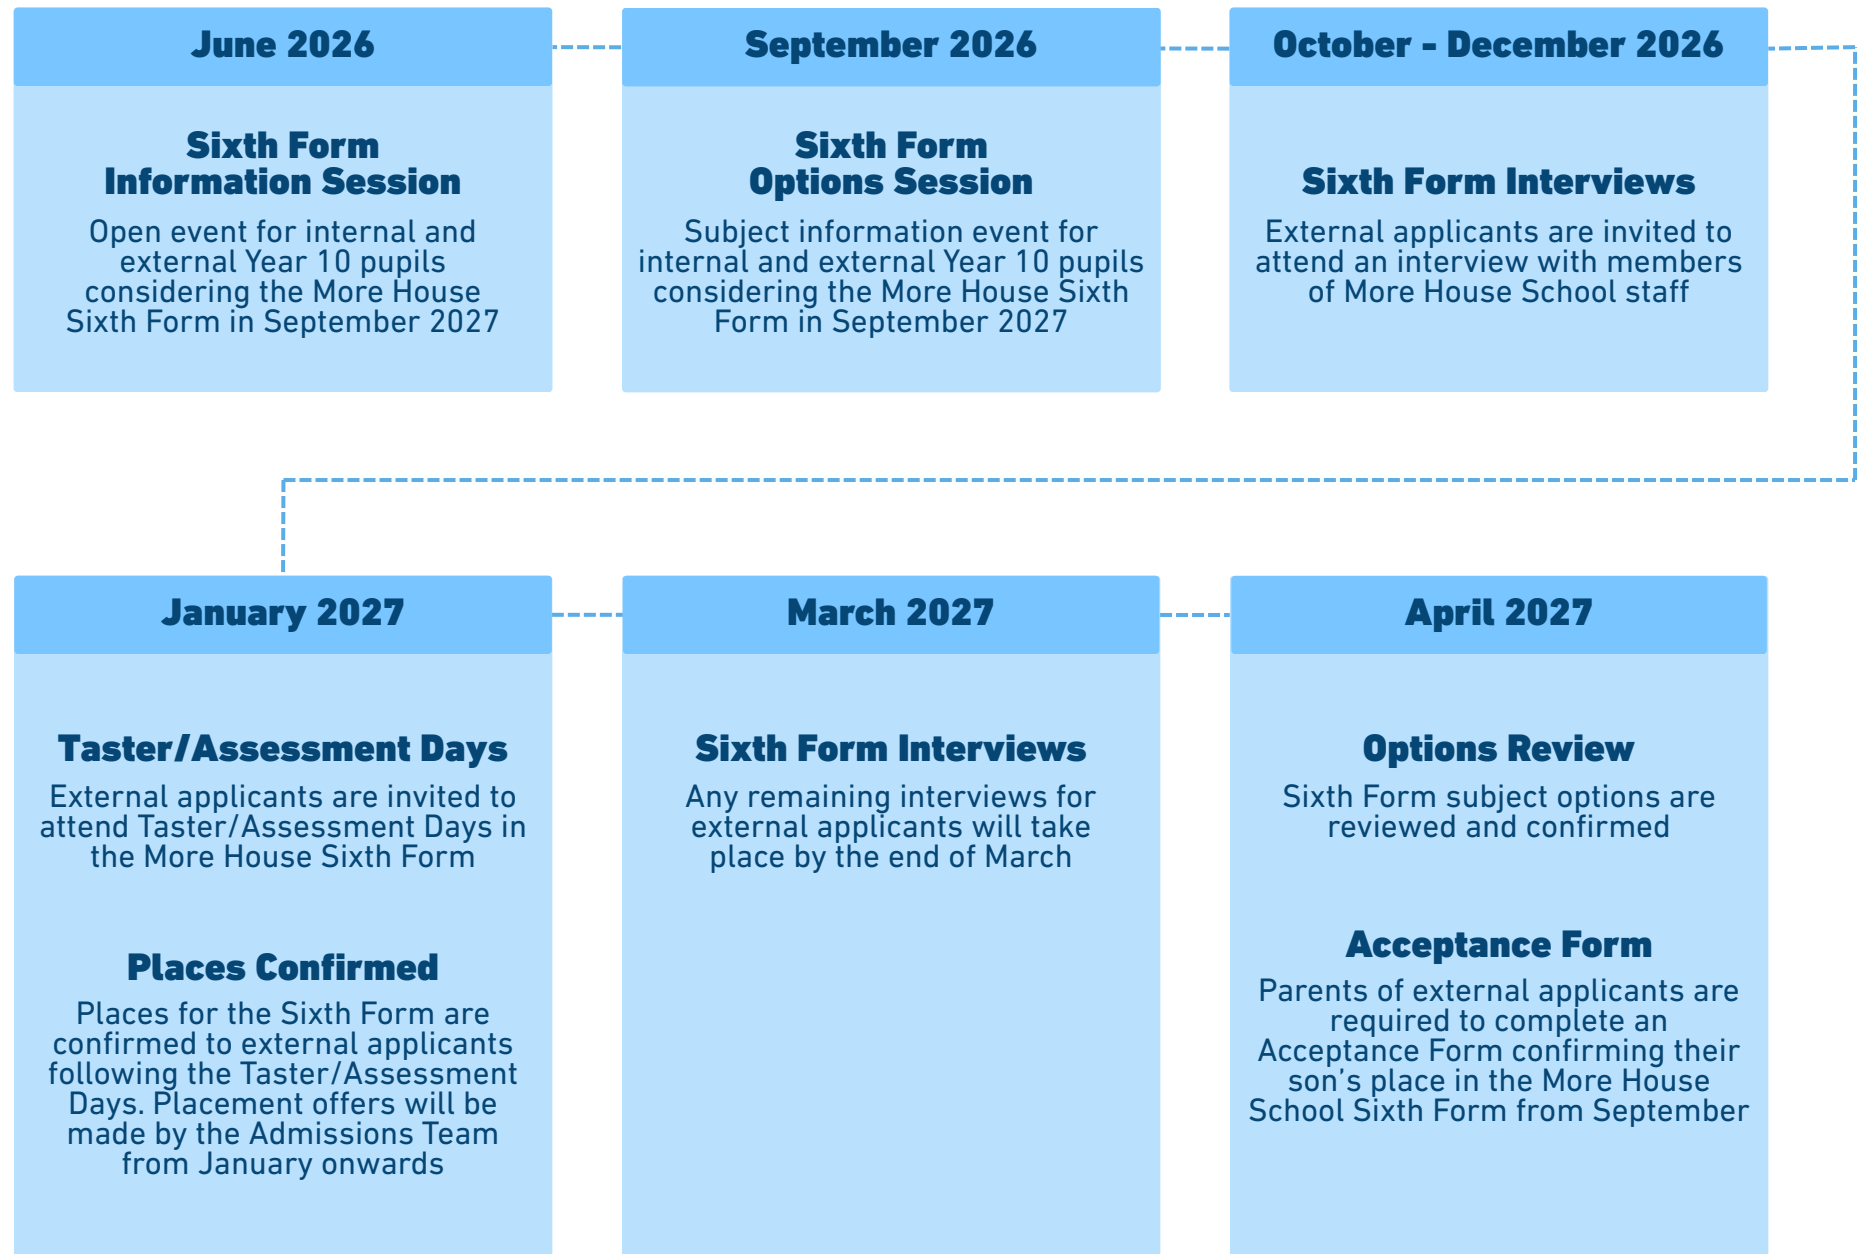 June 2026
Sixth Form
Information Session
Open event for internal and
external Year 10 pupils
considering the More House
Sixth Form in September 2027
September 2026
Sixth Form
Options Session
Subject information event for
internal and external Year 10 pupils
considering the More House Sixth
Form in September 2027
October - December 2026
Sixth Form Interviews
External applicants are invited to
attend an interview with members
of More House School staff
January 2027
Taster/Assessment Days
External applicants are invited to
attend Taster/Assessment Days in
the More House Sixth Form
Places Confirmed
Places for the Sixth Form are
confirmed to external applicants
following the Taster/Assessment
Days. Placement offers will be
made by the Admissions Team
from January onwards
March 2027
Sixth Form Interviews
Any remaining interviews for
external applicants will take
place by the end of March
April 2027
Options Review
Sixth Form subject options are
reviewed and confirmed
Acceptance Form
Parents of external applicants are
required to complete an
Acceptance Form confirming their
son’s place in the More House
School Sixth Form from September